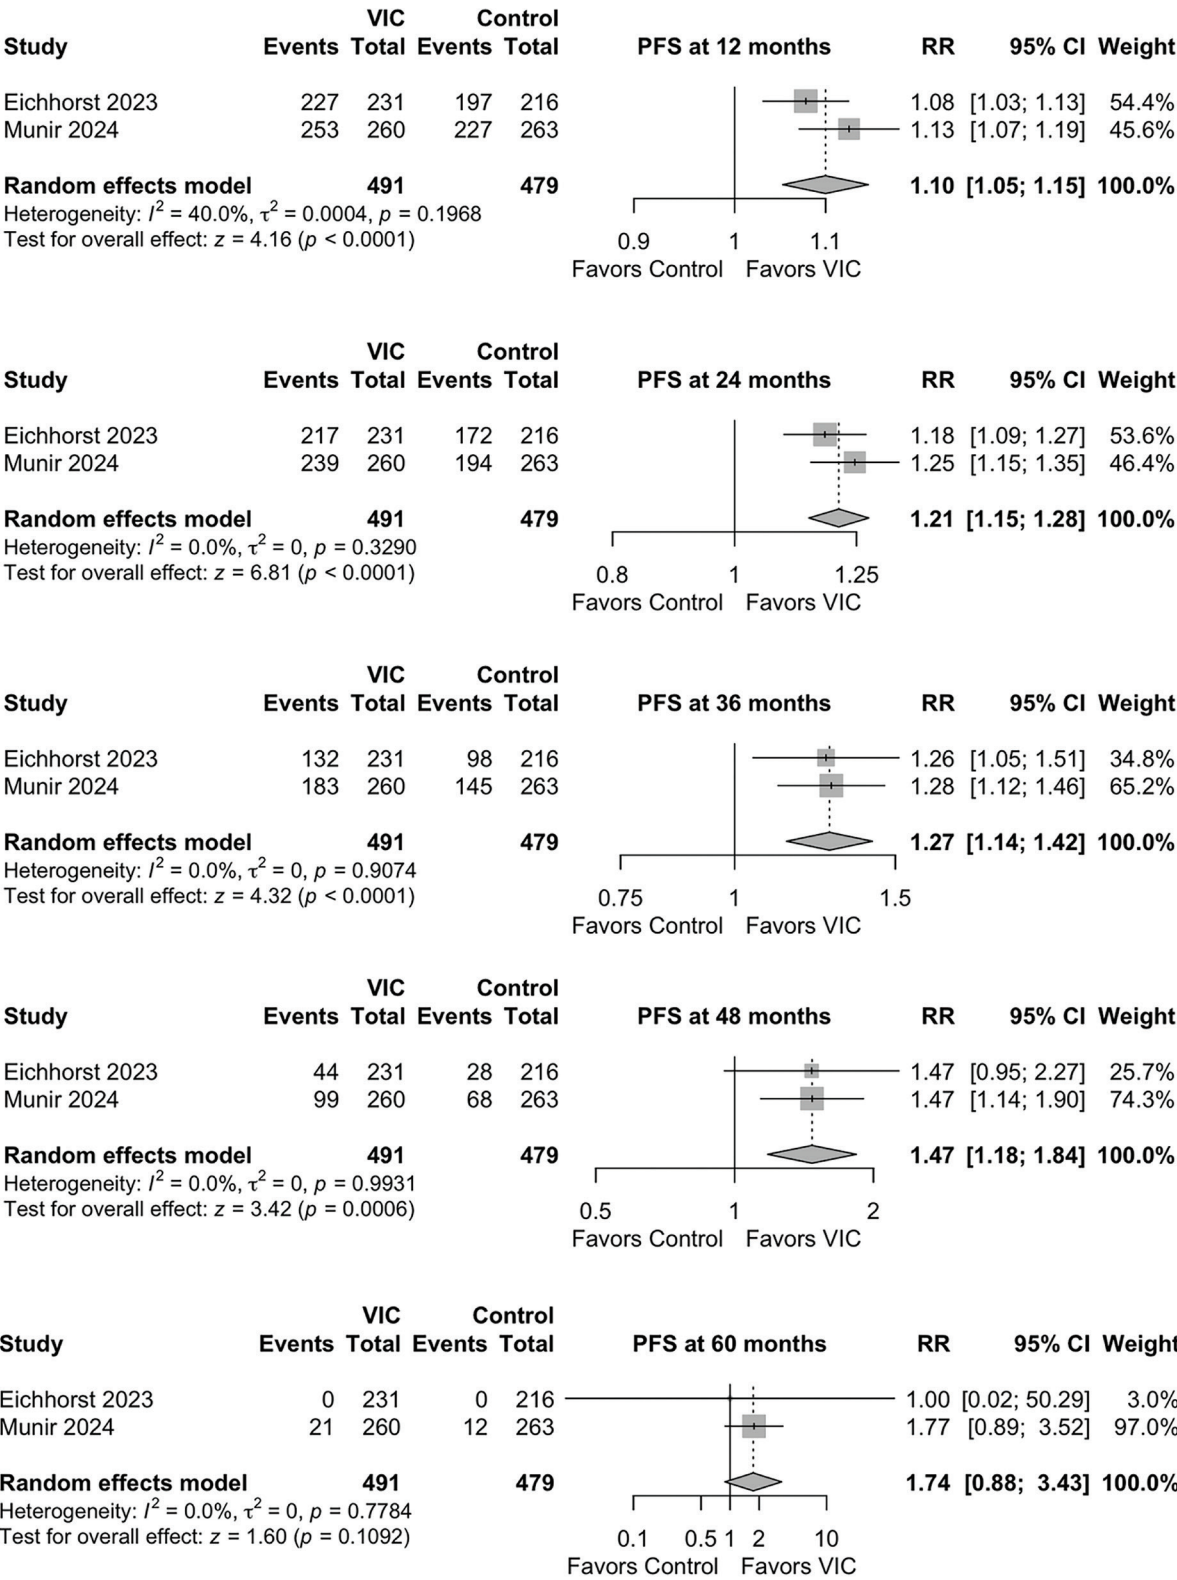 VIC Control
Study Events Total Events Total PFS at 12 months RR 95% CI Weight
Eichhorst 2023 227 231 197 216 1.08 [1.03; 1.13] 54.4%
Munir 2024 253 260 227 263 1.13 [1.07; 1.19] 45.6%
Random effects model 491 479 1.10 [1.05; 1.15] 100.0%
Heterogeneity: I² = 40.0%, τ² = 0.0004, p = 0.1968
Test for overall effect: z = 4.16 (p < 0.0001)
0.9 1 1.1
Favors Control Favors VIC
VIC Control
Study Events Total Events Total PFS at 24 months RR 95% CI Weight
Eichhorst 2023 217 231 172 216 1.18 [1.09; 1.27] 53.6%
Munir 2024 239 260 194 263 1.25 [1.15; 1.35] 46.4%
Random effects model 491 479 1.21 [1.15; 1.28] 100.0%
Heterogeneity: I² = 0.0%, τ² = 0, p = 0.3290
Test for overall effect: z = 6.81 (p < 0.0001)
0.8 1 1.25
Favors Control Favors VIC
VIC Control
Study Events Total Events Total PFS at 36 months RR 95% CI Weight
Eichhorst 2023 132 231 98 216 1.26 [1.05; 1.51] 34.8%
Munir 2024 183 260 145 263 1.28 [1.12; 1.46] 65.2%
Random effects model 491 479 1.27 [1.14; 1.42] 100.0%
Heterogeneity: I² = 0.0%, τ² = 0, p = 0.9074
Test for overall effect: z = 4.32 (p < 0.0001)
0.75 1 1.5
Favors Control Favors VIC
VIC Control
Study Events Total Events Total PFS at 48 months RR 95% CI Weight
Eichhorst 2023 44 231 28 216 1.47 [0.95; 2.27] 25.7%
Munir 2024 99 260 68 263 1.47 [1.14; 1.90] 74.3%
Random effects model 491 479 1.47 [1.18; 1.84] 100.0%
Heterogeneity: I² = 0.0%, τ² = 0, p = 0.9931
Test for overall effect: z = 3.42 (p = 0.0006)
0.5 1 2
Favors Control Favors VIC
VIC Control
Study Events Total Events Total PFS at 60 months RR 95% CI Weight
Eichhorst 2023 0 231 0 216 1.00 [0.02; 50.29] 3.0%
Munir 2024 21 260 12 263 1.77 [0.89; 3.52] 97.0%
Random effects model 491 479 1.74 [0.88; 3.43] 100.0%
Heterogeneity: I² = 0.0%, τ² = 0, p = 0.7784
Test for overall effect: z = 1.60 (p = 0.1092)
0.1 0.5 1 2 10
Favors Control Favors VIC